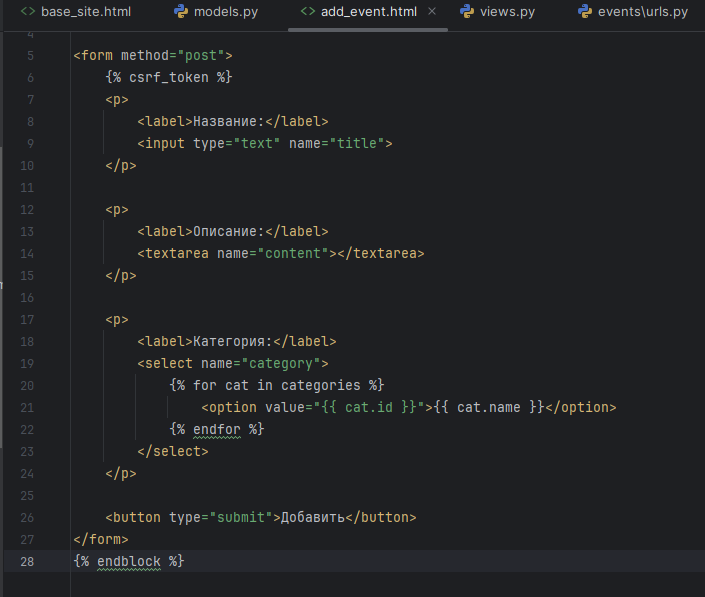 base_site.html models.py add_event.html views.py events\urls.py
4
5 <form method="post">
6 {% csrf_token %}
7 <p>
8 <label>Название:</label>
9 <input type="text" name="title">
10 </p>
11
12 <p>
13 <label>Описание:</label>
14 <textarea name="content"></textarea>
15 </p>
16
17 <p>
18 <label>Категория:</label>
19 <select name="category">
20 {% for cat in categories %}
21 <option value="{{ cat.id }}">{{ cat.name }}</option>
22 {% endfor %}
23 </select>
24 </p>
25
26 <button type="submit">Добавить</button>
27 </form>
28 {% endblock %}